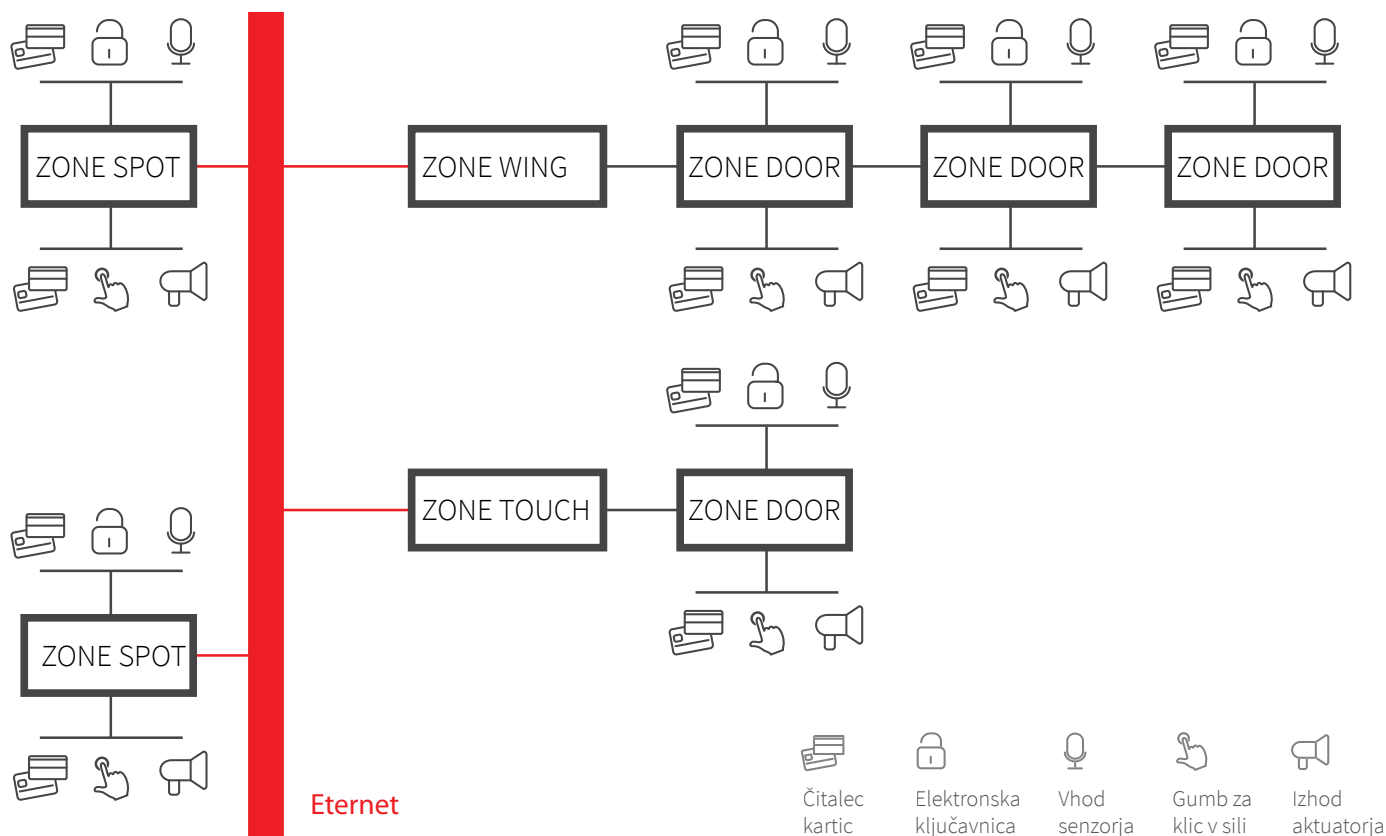 ZONE SPOT
ZONE WING
ZONE DOOR
ZONE DOOR
ZONE DOOR
ZONE TOUCH
ZONE DOOR
ZONE SPOT
Eternet
Čitalec
kartic
Elektronska
ključavnica
Vhod
senzorja
Gumb za
klic v sili
Izhod
aktuatorja